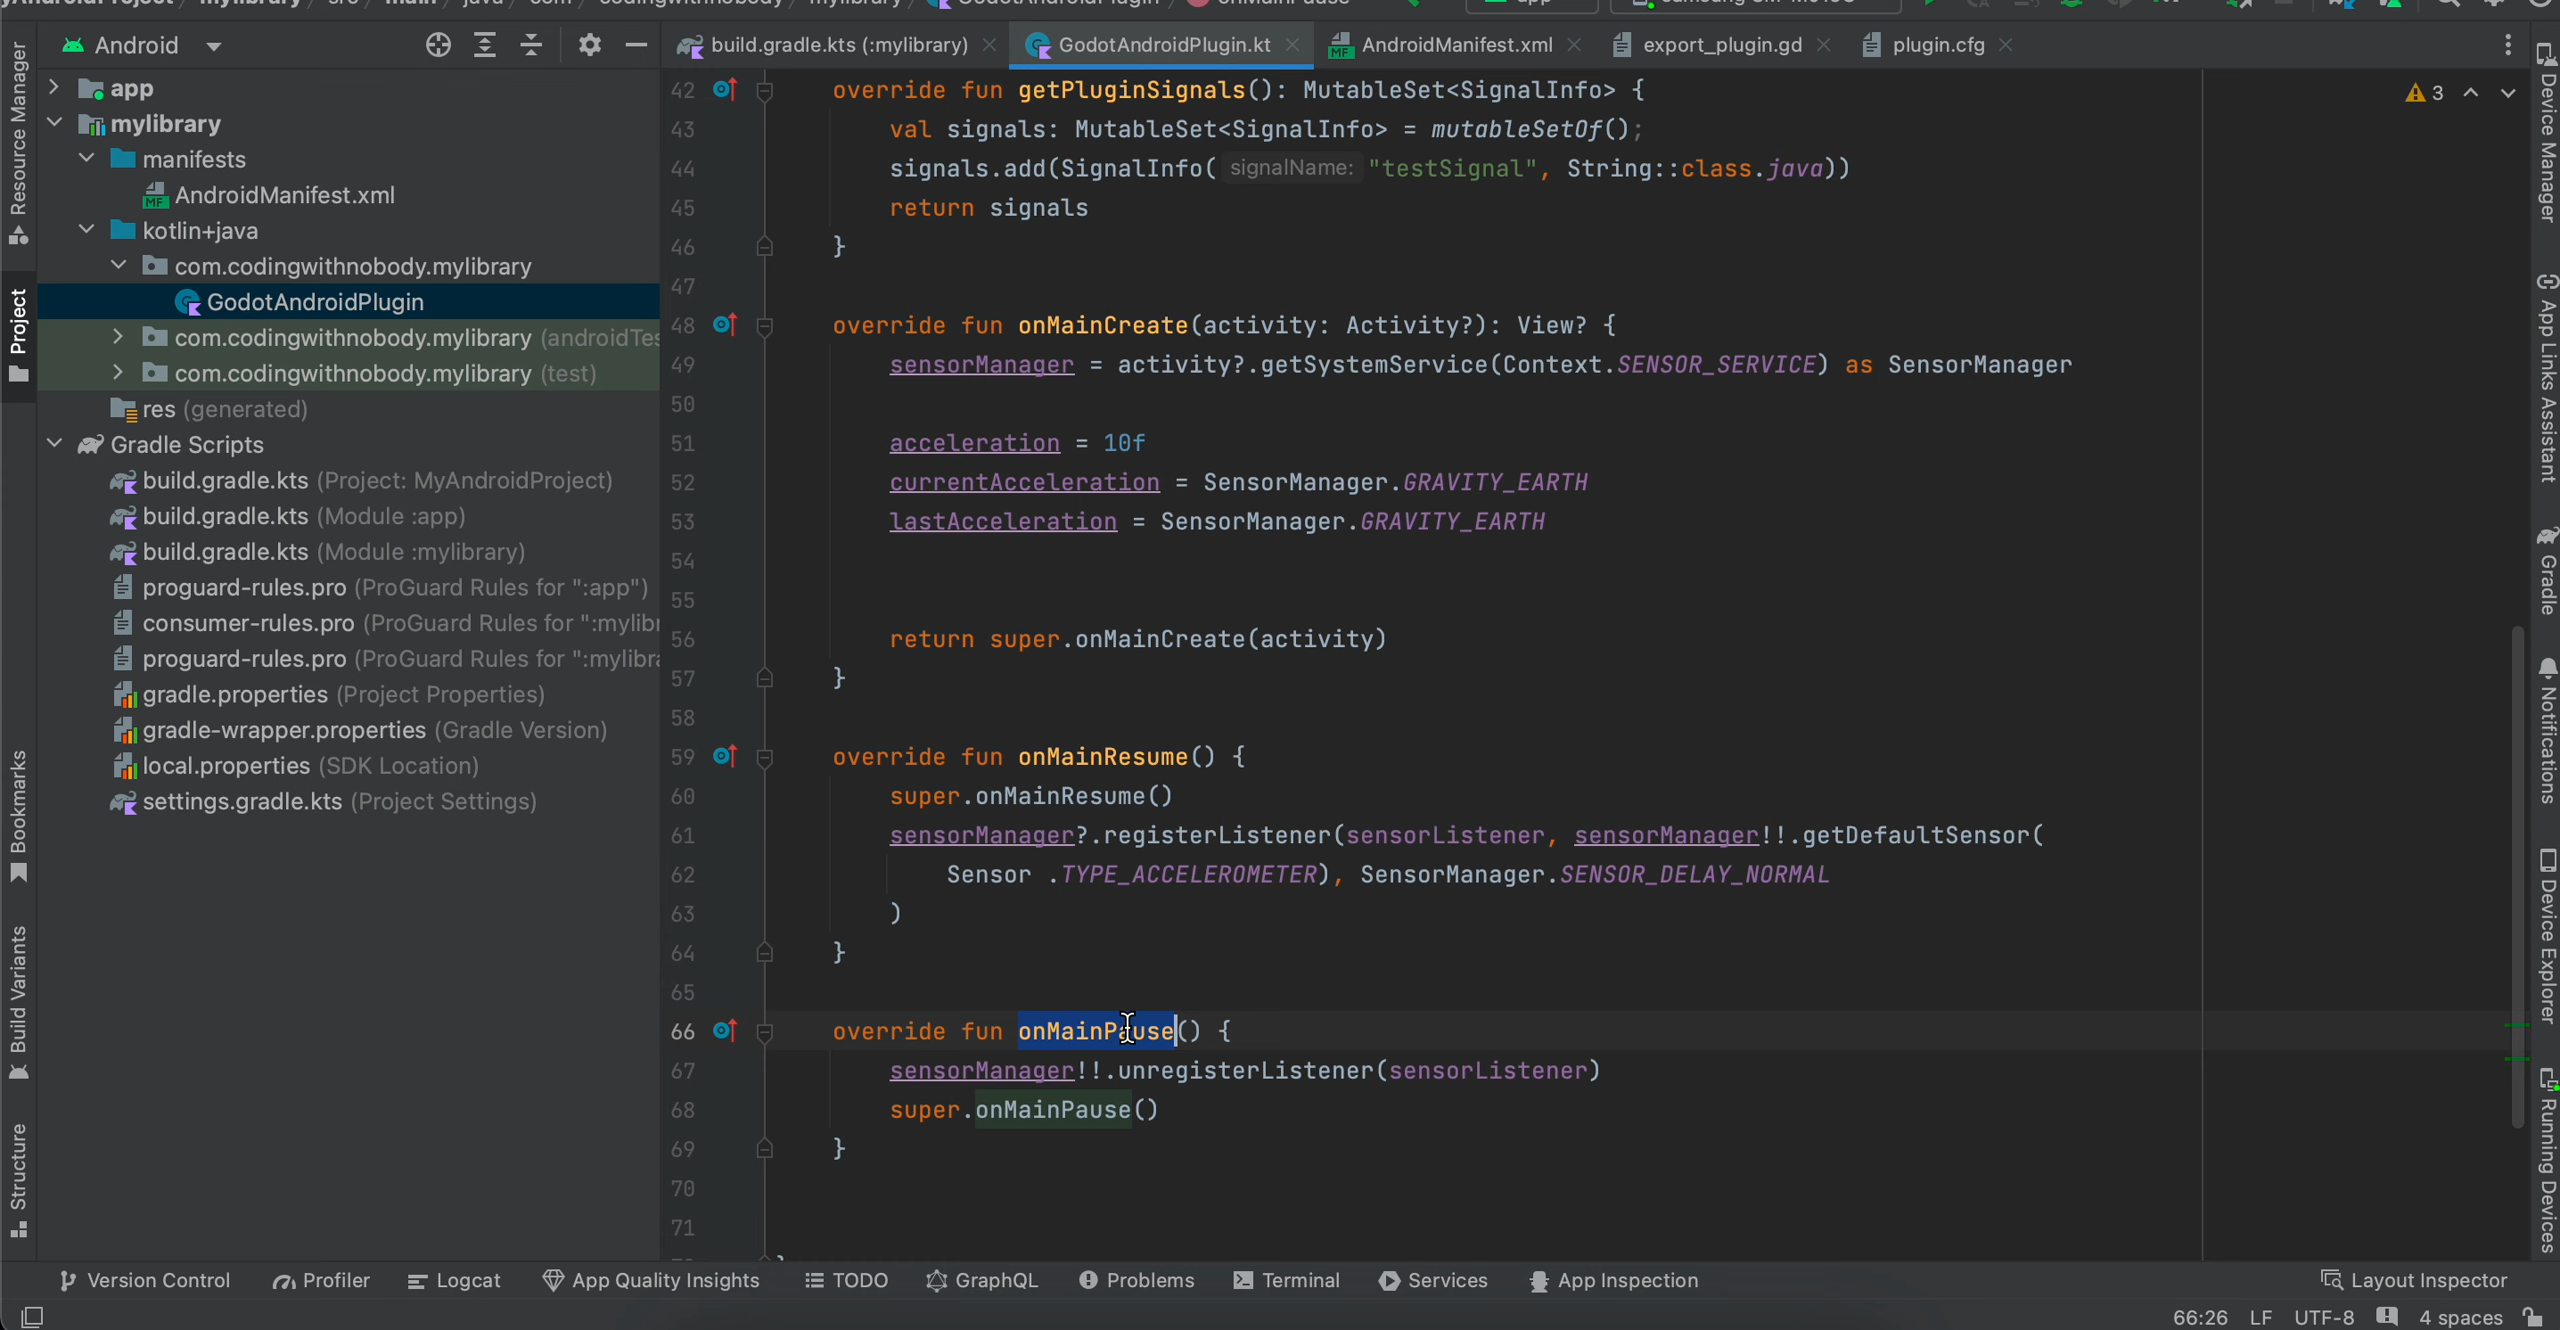 Android
build.gradle.kts (:mylibrary)
GodotAndroidPlugin.kt
AndroidManifest.xml
export_plugin.gd
plugin.cfg
Resource Manager
Project
Bookmarks
Build Variants
Structure
app
mylibrary
manifests
MF AndroidManifest.xml
kotlin+java
com.codingwithnobody.mylibrary
GodotAndroidPlugin
com.codingwithnobody.mylibrary (androidTes
com.codingwithnobody.mylibrary (test)
res (generated)
Gradle Scripts
build.gradle.kts (Project: MyAndroidProject)
build.gradle.kts (Module :app)
build.gradle.kts (Module :mylibrary)
proguard-rules.pro (ProGuard Rules for ":app")
consumer-rules.pro (ProGuard Rules for ":mylibr
proguard-rules.pro (ProGuard Rules for ":mylibra
gradle.properties (Project Properties)
gradle-wrapper.properties (Gradle Version)
local.properties (SDK Location)
settings.gradle.kts (Project Settings)
42 override fun getPluginSignals(): MutableSet<SignalInfo> {
43 val signals: MutableSet<SignalInfo> = mutableSetOf();
44 signals.add(SignalInfo( signalName: "testSignal", String::class.java))
45 return signals
46 }
47
48 override fun onMainCreate(activity: Activity?): View? {
49 sensorManager = activity?.getSystemService(Context.SENSOR_SERVICE) as SensorManager
50
51 acceleration = 10f
52 currentAcceleration = SensorManager.GRAVITY_EARTH
53 lastAcceleration = SensorManager.GRAVITY_EARTH
54
55
56 return super.onMainCreate(activity)
57 }
58
59 override fun onMainResume() {
60 super.onMainResume()
61 sensorManager?.registerListener(sensorListener, sensorManager!!.getDefaultSensor(
62 Sensor .TYPE_ACCELEROMETER), SensorManager.SENSOR_DELAY_NORMAL
63 )
64 }
65
66 override fun onMainPause() {
67 sensorManager!!.unregisterListener(sensorListener)
68 super.onMainPause()
69 }
70
71
3
Device Manager
App Links Assistant
Gradle
Notifications
Device Explorer
Running Devices
Version Control
Profiler
Logcat
App Quality Insights
TODO
GraphQL
Problems
Terminal
Services
App Inspection
Layout Inspector
66:26 LF UTF-8 4 spaces